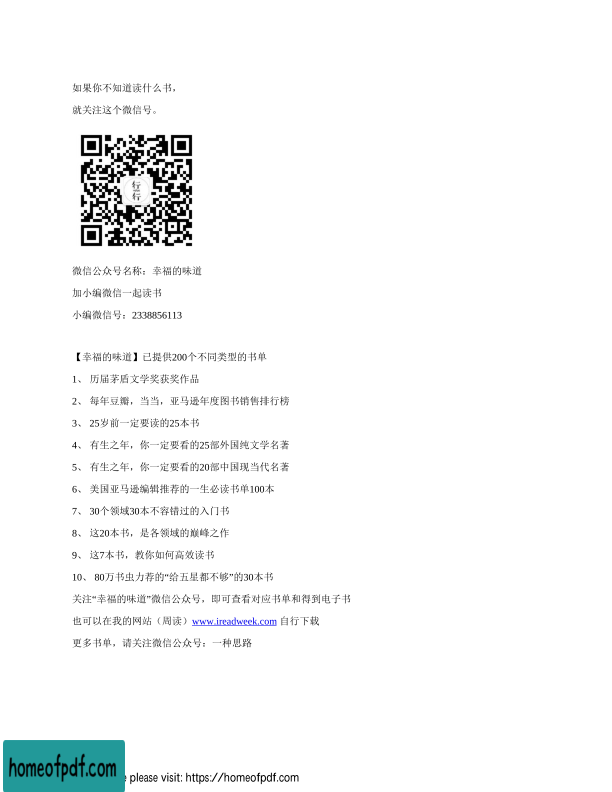 如果你不知道读什么书，
就关注这个微信号。
行
行
微信公众号名称：幸福的味道
加小编微信一起读书
小编微信号：2338856113
【幸福的味道】已提供200个不同类型的书单
1、 历届茅盾文学奖获奖作品
2、 每年豆瓣，当当，亚马逊年度图书销售排行榜
3、 25岁前一定要读的25本书
4、 有生之年，你一定要看的25部外国纯文学名著
5、 有生之年，你一定要看的20部中国现当代名著
6、 美国亚马逊编辑推荐的一生必读书单100本
7、 30个领域30本不容错过的入门书
8、 这20本书，是各领域的巅峰之作
9、 这7本书，教你如何高效读书
10、 80万书虫力荐的“给五星都不够”的30本书
关注“幸福的味道”微信公众号，即可查看对应书单和得到电子书
也可以在我的网站（周读）www.ireadweek.com 自行下载
更多书单，请关注微信公众号：一种思路
homeofpdf.com
please visit: https://homeofpdf.com